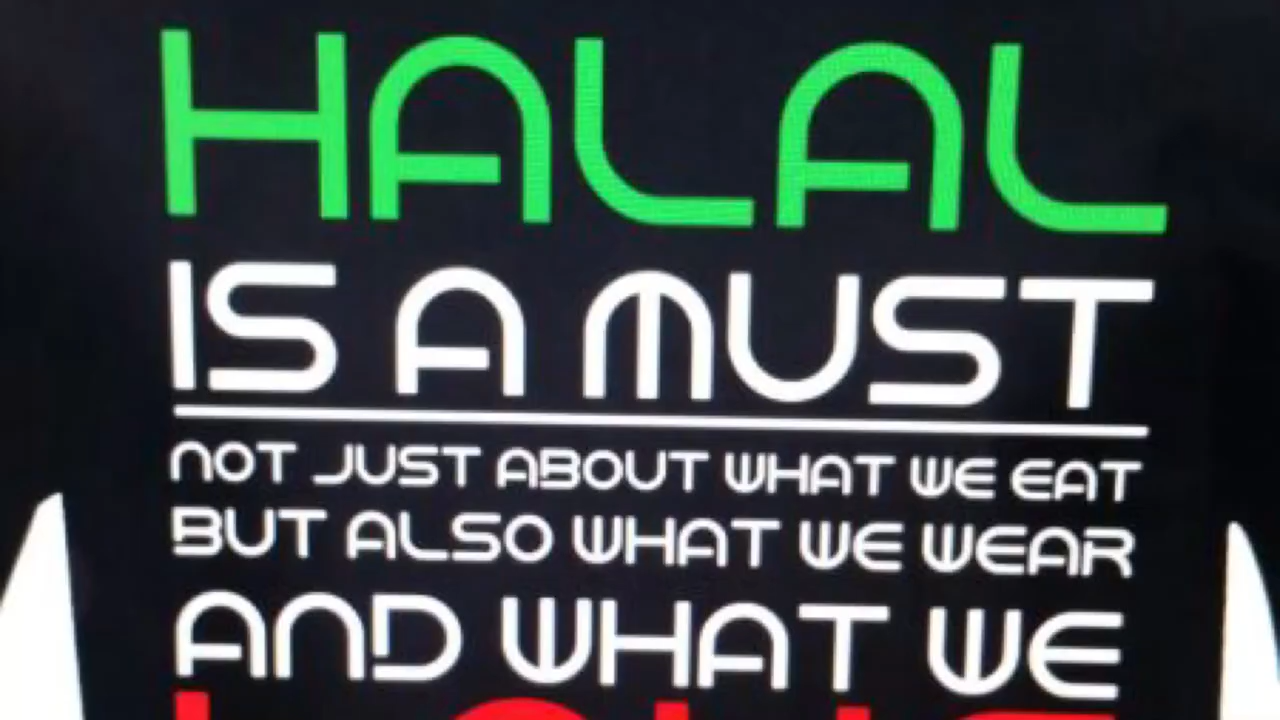 HALAL
IS A MUST
NOT JUST ABOUT WHAT WE EAT
BUT ALSO WHAT WE WEAR
AND WHAT WE